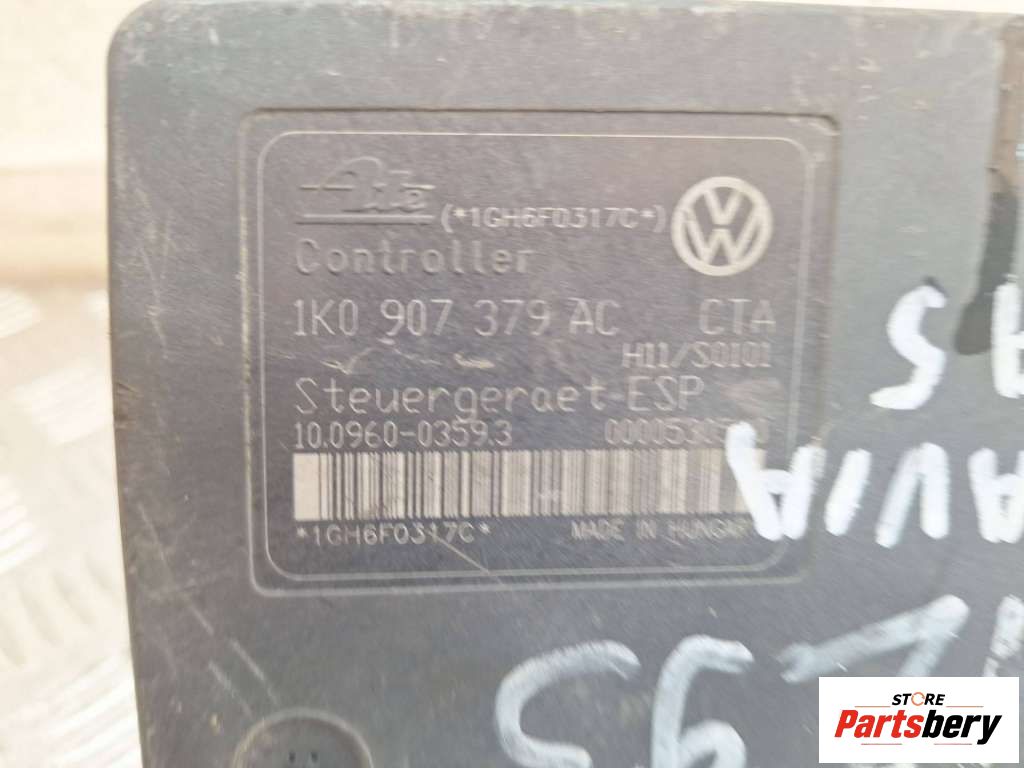 Ate (*1GH6F0317C*)
Controller
1K0 907 379 AC CTA
H11/S0101
Steuergeraet-ESP
10.0960-0359.3
*1GH6F0317C* MADE IN HUNGARY
AVIA
STORE
Partsbery